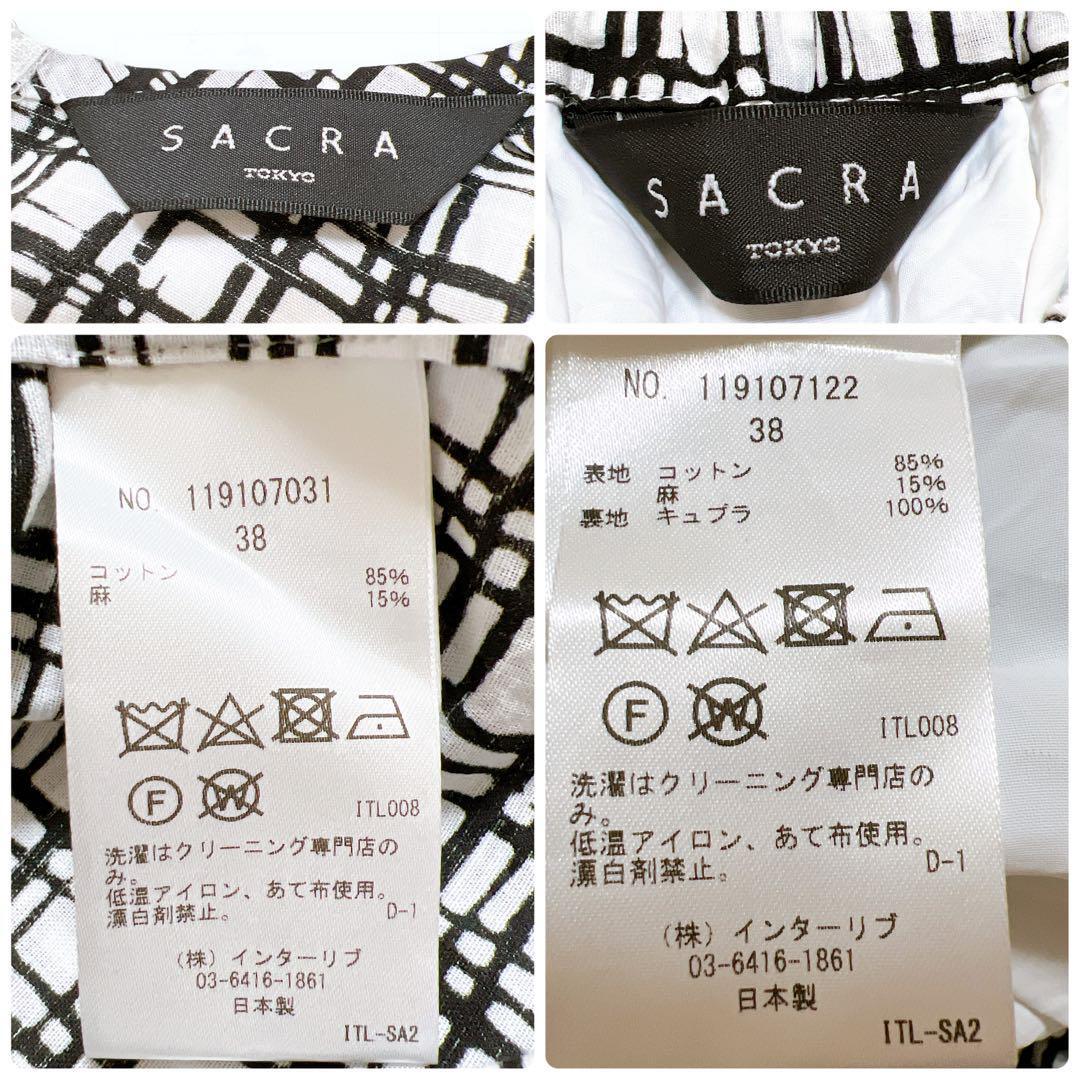 SACRA
TOKYO
SACRA
TOKYO
NO. 119107031
38
コットン 85%
麻 15%
F W
ITL008
洗濯はクリーニング専門店の
み。
低温アイロン、あて布使用。
漂白剤禁止。 D-1
(株) インターリブ
03-6416-1861
日本製
ITL-SA2
NO. 119107122
38
表地 コットン 85%
麻 15%
裏地 キュプラ 100%
F W
ITL008
洗濯はクリーニング専門店の
み。
低温アイロン、あて布使用。
漂白剤禁止。 D-1
(株) インターリブ
03-6416-1861
日本製
ITL-SA2